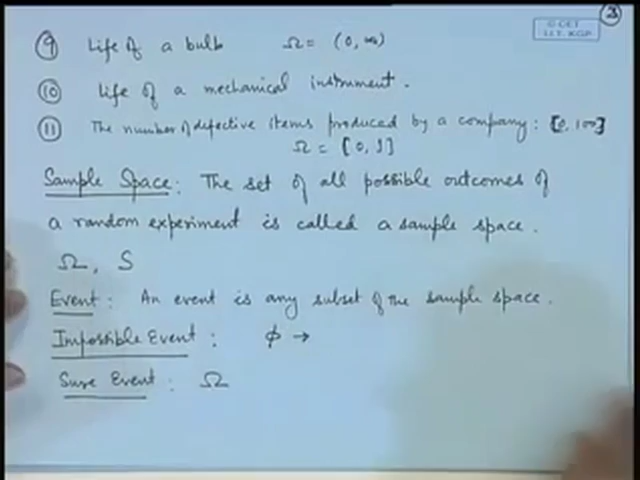 3
© CET
I.I.T. KGP
9 Life of a bulb Ω = (0, ∞)
10 Life of a mechanical instrument.
11 The number of defective items produced by a company: [0, 100]
Ω = [0, 1]
Sample Space: The set of all possible outcomes of
a random experiment is called a sample space.
Ω, S
Event: An event is any subset of the sample space.
Impossible Event: ϕ →
Sure Event: Ω